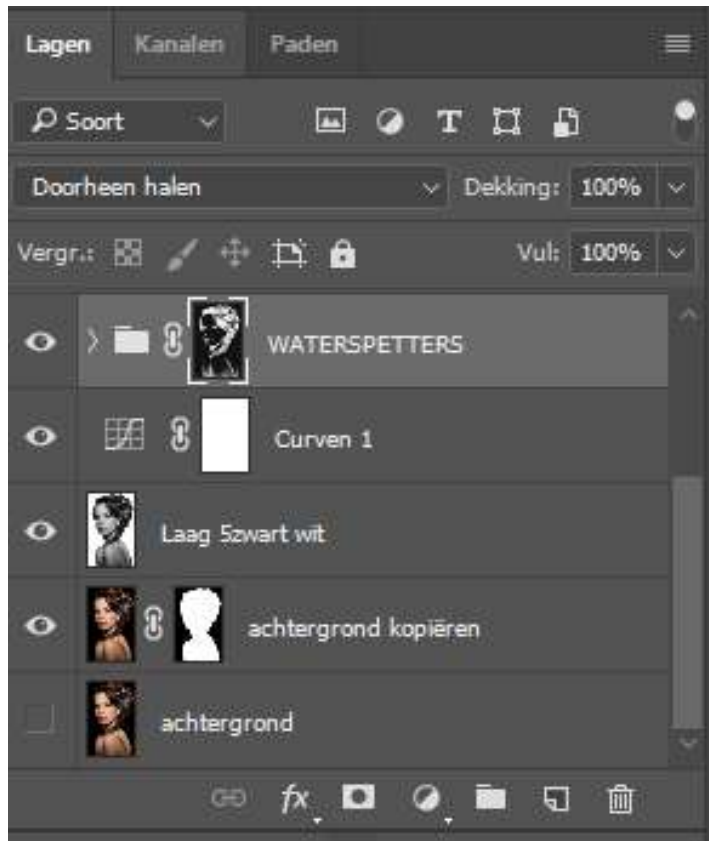 Lagen Kanalen Paden
Soort
Doorheen halen Dekking: 100%
Vergr.: Vul: 100%
WATERSPETTERS
Curven 1
Laag 5zwart wit
achtergrond kopiëren
achtergrond
fx